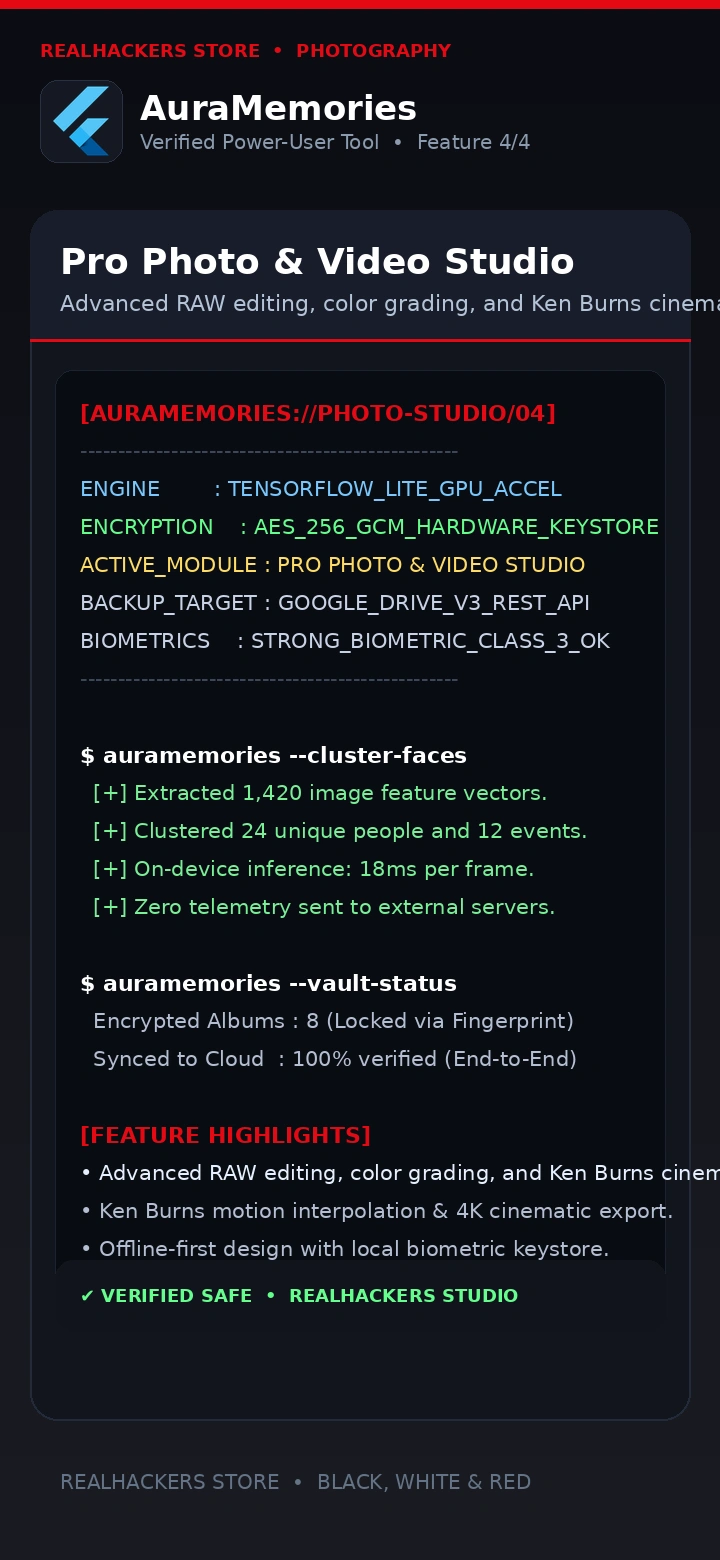 REALHACKERS STORE • PHOTOGRAPHY
AuraMemories
Verified Power-User Tool • Feature 4/4
Pro Photo & Video Studio
Advanced RAW editing, color grading, and Ken Burns cinema
[AURAMEMORIES://PHOTO-STUDIO/04]
--------------------------------------------------
ENGINE : TENSORFLOW_LITE_GPU_ACCEL
ENCRYPTION : AES_256_GCM_HARDWARE_KEYSTORE
ACTIVE_MODULE : PRO PHOTO & VIDEO STUDIO
BACKUP_TARGET : GOOGLE_DRIVE_V3_REST_API
BIOMETRICS : STRONG_BIOMETRIC_CLASS_3_OK
--------------------------------------------------
$ auramemories --cluster-faces
[+] Extracted 1,420 image feature vectors.
[+] Clustered 24 unique people and 12 events.
[+] On-device inference: 18ms per frame.
[+] Zero telemetry sent to external servers.
$ auramemories --vault-status
Encrypted Albums : 8 (Locked via Fingerprint)
Synced to Cloud : 100% verified (End-to-End)
[FEATURE HIGHLIGHTS]
• Advanced RAW editing, color grading, and Ken Burns cinem
• Ken Burns motion interpolation & 4K cinematic export.
• Offline-first design with local biometric keystore.
✔ VERIFIED SAFE • REALHACKERS STUDIO
REALHACKERS STORE • BLACK, WHITE & RED